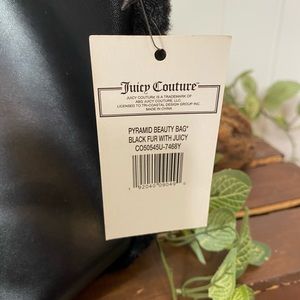 Juicy Couture™
JUICY COUTURE IS A TRADEMARK OF
ABG JUICY COUTURE, LLC.
LICENSED TO TRI-COASTAL DESIGN GROUP INC.
MADE IN CHINA
PYRAMID BEAUTY BAG*
BLACK FUR WITH JUICY
CO50545U-7468Y